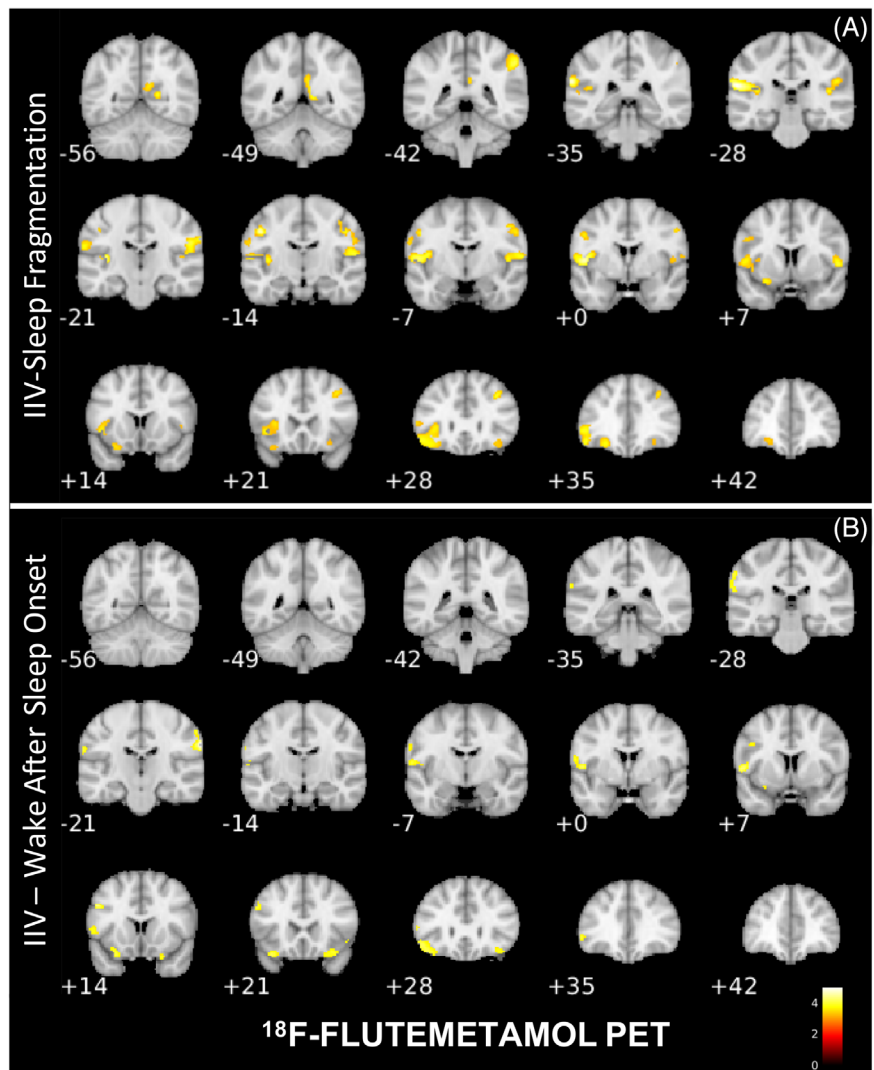 (A)
IIV-Sleep Fragmentation
-56 -49 -42 -35 -28
-21 -14 -7 +0 +7
+14 +21 +28 +35 +42
(B)
IIV – Wake After Sleep Onset
-56 -49 -42 -35 -28
-21 -14 -7 +0 +7
+14 +21 +28 +35 +42
4
2
0
¹⁸F-FLUTEMETAMOL PET